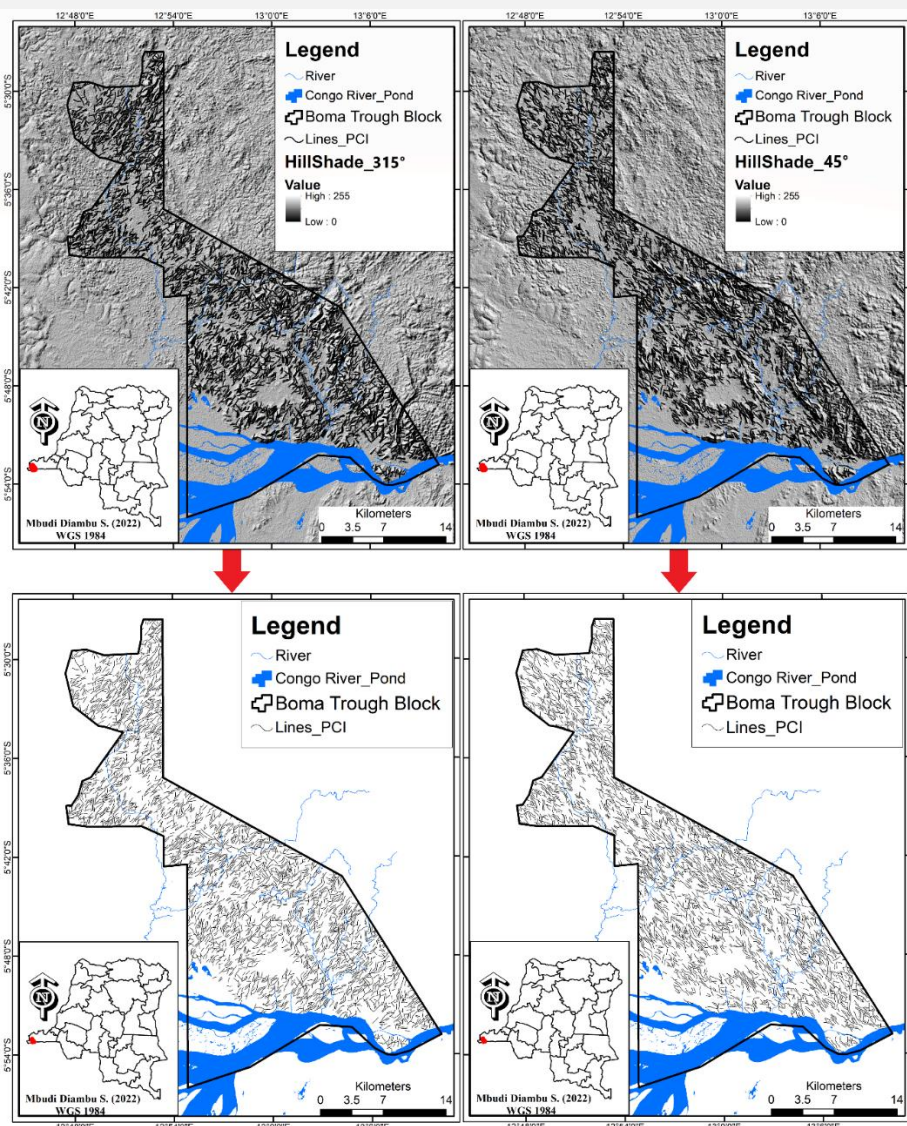 12°48'0"E 12°54'0"E 13°0'0"E 13°6'0"E
5°30'0"S
5°36'0"S
5°42'0"S
5°48'0"S
5°54'0"S
Legend
River
Congo River_Pond
Boma Trough Block
Lines_PCI
HillShade_315°
Value
High : 255
Low : 0
N
Mbudi Diambu S. (2022)
WGS 1984
Kilometers
0 3.5 7 14
12°48'0"E 12°54'0"E 13°0'0"E 13°6'0"E
Legend
River
Congo River_Pond
Boma Trough Block
Lines_PCI
HillShade_45°
Value
High : 255
Low : 0
N
Mbudi Diambu S. (2022)
WGS 1984
Kilometers
0 3.5 7 14
5°30'0"S
5°36'0"S
5°42'0"S
5°48'0"S
5°54'0"S
Legend
River
Congo River_Pond
Boma Trough Block
Lines_PCI
N
Mbudi Diambu S. (2022)
WGS 1984
Kilometers
0 3.5 7 14
Legend
River
Congo River_Pond
Boma Trough Block
Lines_PCI
N
Mbudi Diambu S. (2022)
WGS 1984
Kilometers
0 3.5 7 14